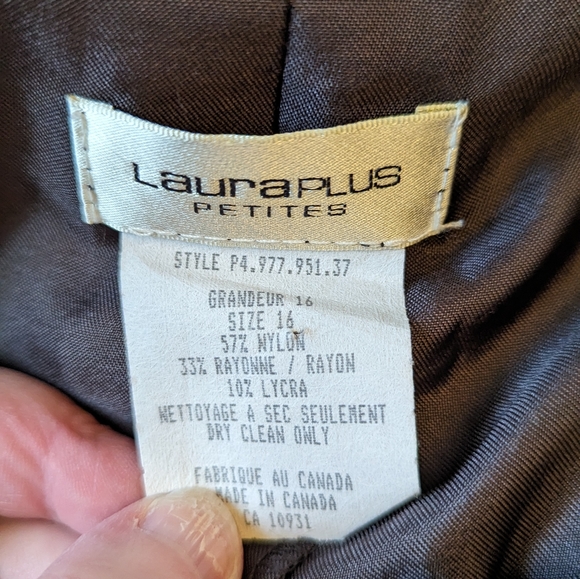 LauraPLUS
PETITES
STYLE P4.977.951.37
GRANDEUR 16
SIZE 16
57% NYLON
33% RAYONNE / RAYON
10% LYCRA
NETTOYAGE A SEC SEULEMENT
DRY CLEAN ONLY
FABRIQUE AU CANADA
MADE IN CANADA
CA 10931